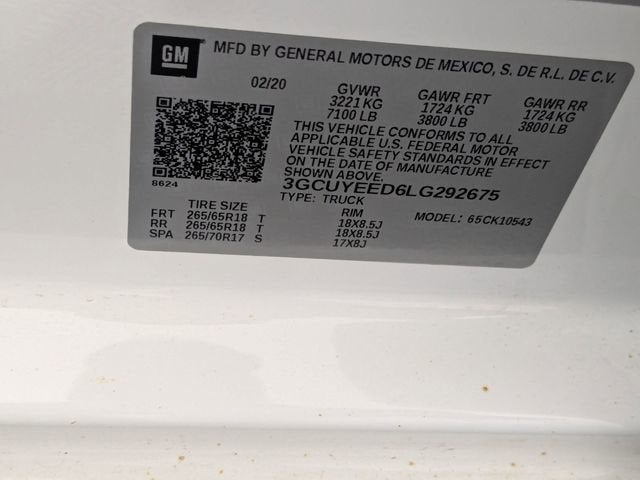 GM
MFD BY GENERAL MOTORS DE MEXICO, S. DE R.L. DE C.V.
02/20 GVWR GAWR FRT GAWR RR
3221 KG 1724 KG 1724 KG
7100 LB 3800 LB 3800 LB
THIS VEHICLE CONFORMS TO ALL
APPLICABLE U.S. FEDERAL MOTOR
VEHICLE SAFETY STANDARDS IN EFFECT
ON THE DATE OF MANUFACTURE
SHOWN ABOVE.
8624 3GCUYEED6LG292675
TYPE: TRUCK
TIRE SIZE RIM MODEL: 65CK10543
FRT 265/65R18 T 18X8.5J
RR 265/65R18 T 18X8.5J
SPA 265/70R17 S 17X8J